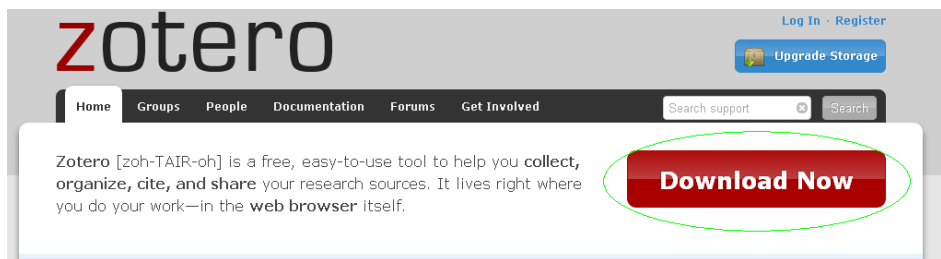 zotero
Log In · Register
Upgrade Storage
Home Groups People Documentation Forums Get Involved
Search support
Search
Zotero [zoh-TAIR-oh] is a free, easy-to-use tool to help you collect,
organize, cite, and share your research sources. It lives right where
you do your work—in the web browser itself.
Download Now